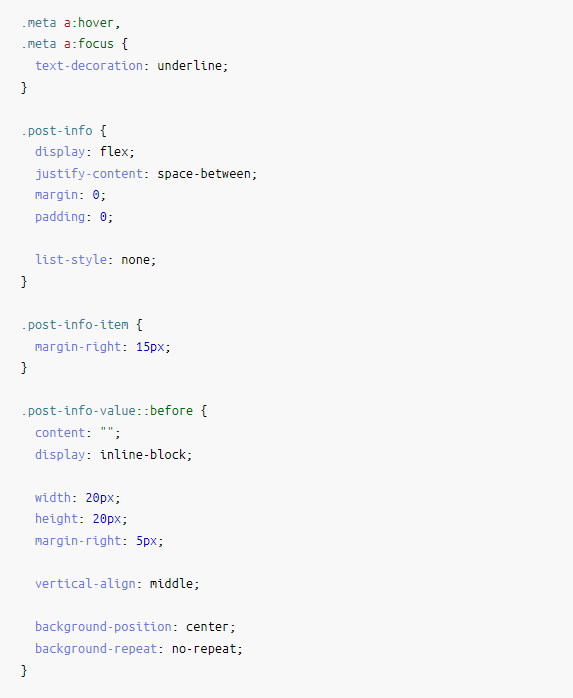 .meta a:hover,
.meta a:focus {
  text-decoration: underline;
}

.post-info {
  display: flex;
  justify-content: space-between;
  margin: 0;
  padding: 0;

  list-style: none;
}

.post-info-item {
  margin-right: 15px;
}

.post-info-value::before {
  content: "";
  display: inline-block;

  width: 20px;
  height: 20px;
  margin-right: 5px;

  vertical-align: middle;

  background-position: center;
  background-repeat: no-repeat;
}